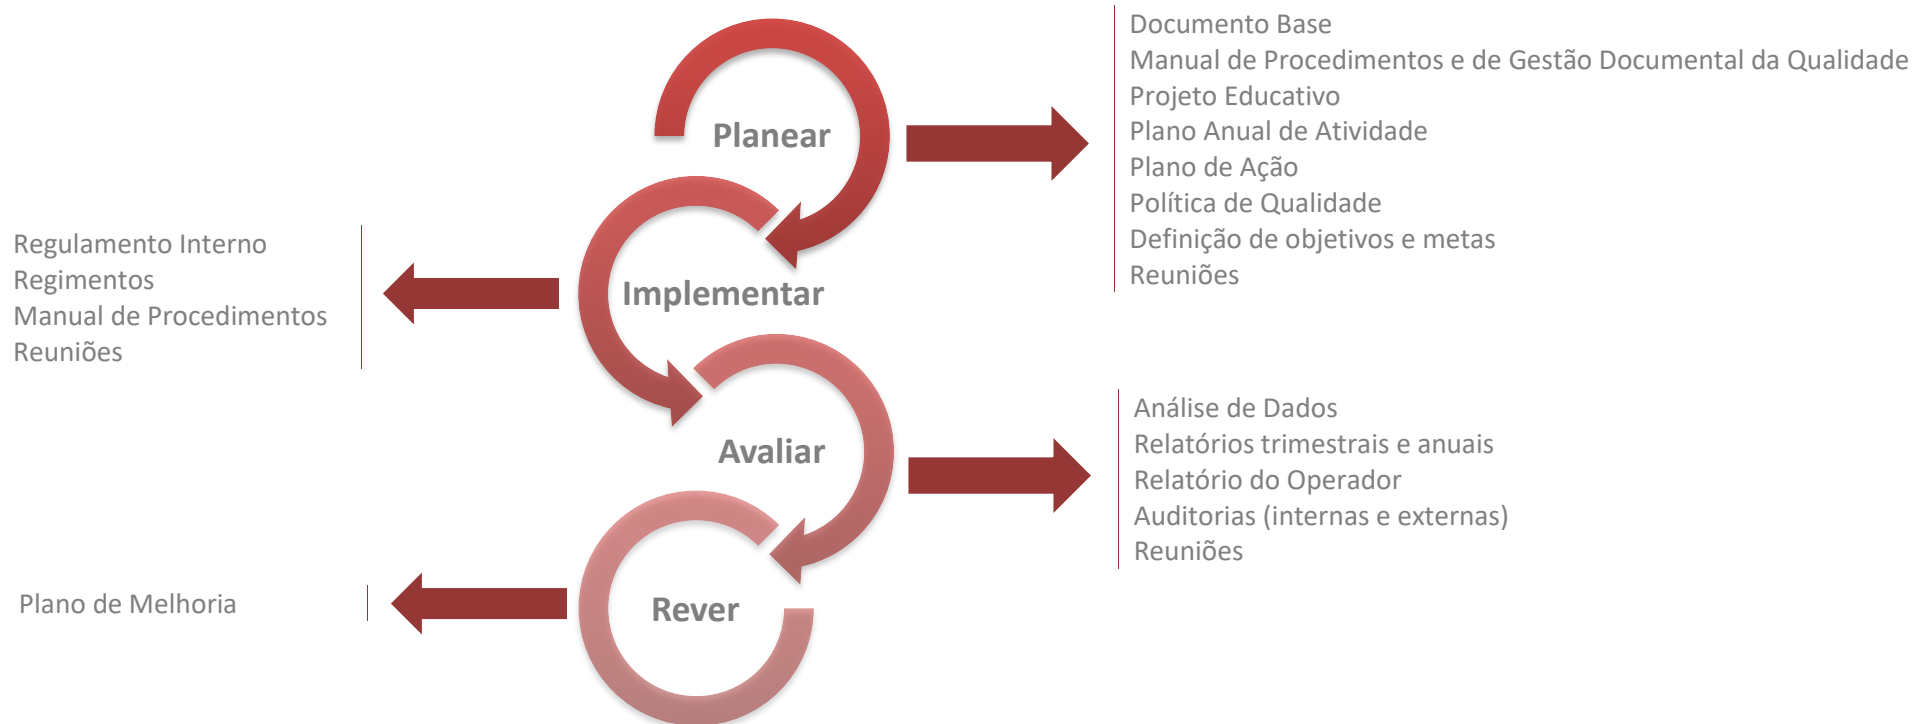 Planear
Documento Base
Manual de Procedimentos e de Gestão Documental da Qualidade
Projeto Educativo
Plano Anual de Atividade
Plano de Ação
Política de Qualidade
Definição de objetivos e metas
Reuniões
Implementar
Regulamento Interno
Regimentos
Manual de Procedimentos
Reuniões
Avaliar
Análise de Dados
Relatórios trimestrais e anuais
Relatório do Operador
Auditorias (internas e externas)
Reuniões
Rever
Plano de Melhoria